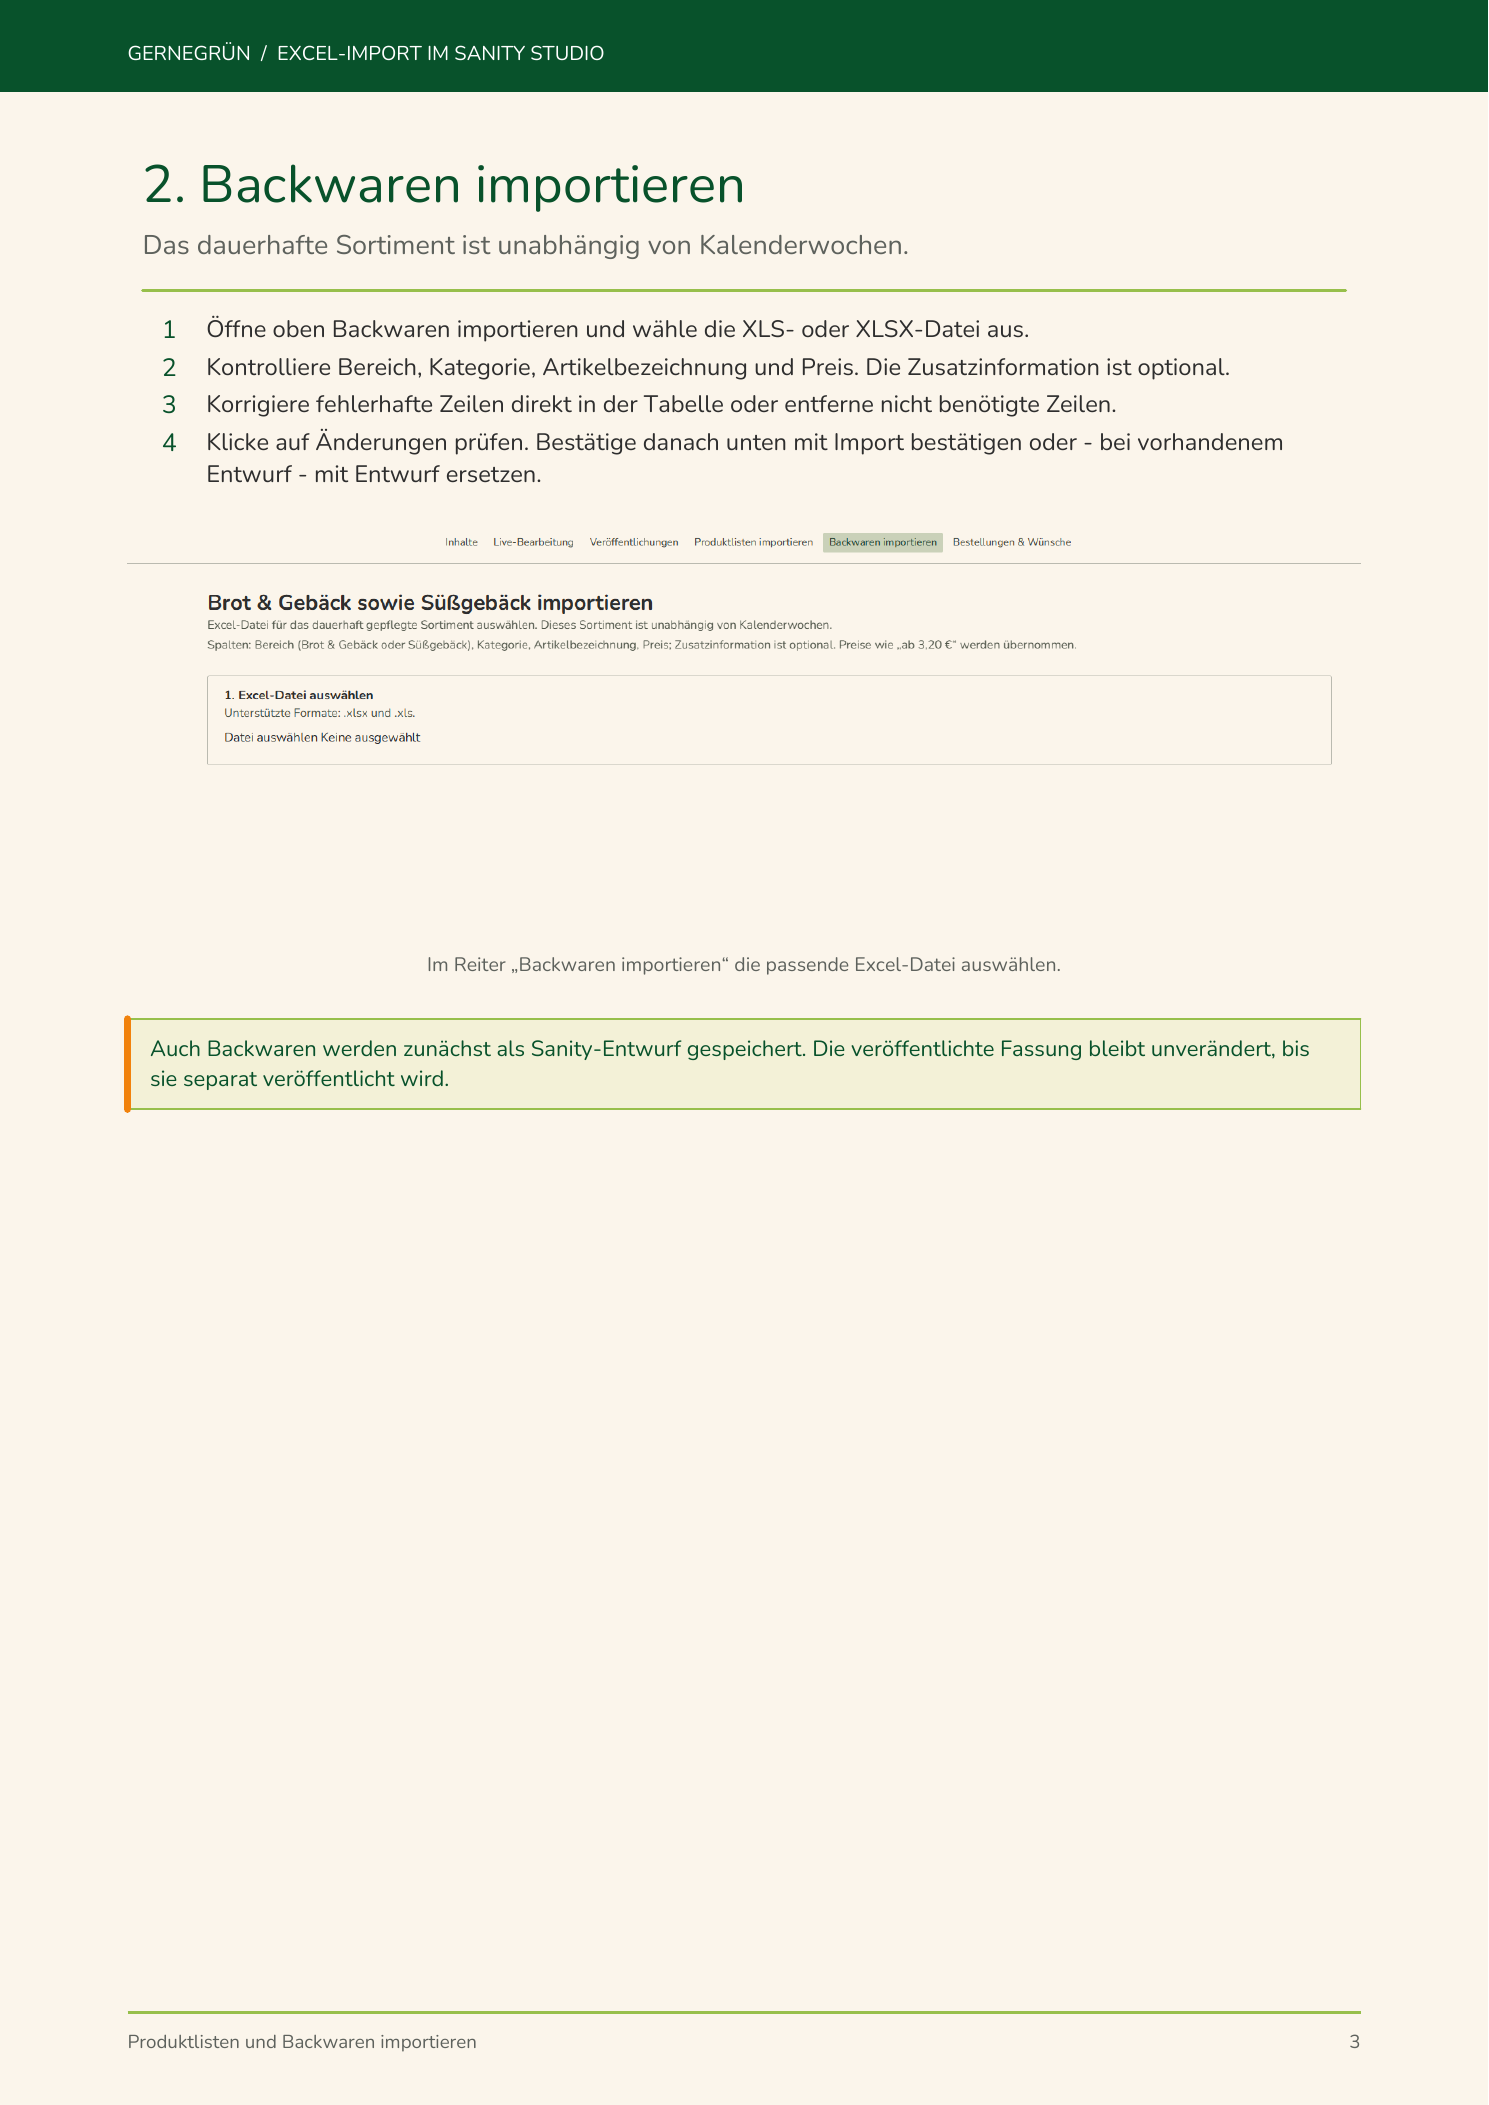 GERNEGRÜN / EXCEL-IMPORT IM SANITY STUDIO
2. Backwaren importieren
Das dauerhafte Sortiment ist unabhängig von Kalenderwochen.
1 Öffne oben Backwaren importieren und wähle die XLS- oder XLSX-Datei aus.
2 Kontrolliere Bereich, Kategorie, Artikelbezeichnung und Preis. Die Zusatzinformation ist optional.
3 Korrigiere fehlerhafte Zeilen direkt in der Tabelle oder entferne nicht benötigte Zeilen.
4 Klicke auf Änderungen prüfen. Bestätige danach unten mit Import bestätigen oder - bei vorhandenem
Entwurf - mit Entwurf ersetzen.
Inhalte Live-Bearbeitung Veröffentlichungen Produktlisten importieren Backwaren importieren Bestellungen & Wünsche
Brot & Gebäck sowie Süßgebäck importieren
Excel-Datei für das dauerhaft gepflegte Sortiment auswählen. Dieses Sortiment ist unabhängig von Kalenderwochen.
Spalten: Bereich (Brot & Gebäck oder Süßgebäck), Kategorie, Artikelbezeichnung, Preis; Zusatzinformation ist optional. Preise wie „ab 3,20 €“ werden übernommen.
1. Excel-Datei auswählen
Unterstützte Formate: .xlsx und .xls.
Datei auswählen Keine ausgewählt
Im Reiter „Backwaren importieren“ die passende Excel-Datei auswählen.
Auch Backwaren werden zunächst als Sanity-Entwurf gespeichert. Die veröffentlichte Fassung bleibt unverändert, bis
sie separat veröffentlicht wird.
Produktlisten und Backwaren importieren 3